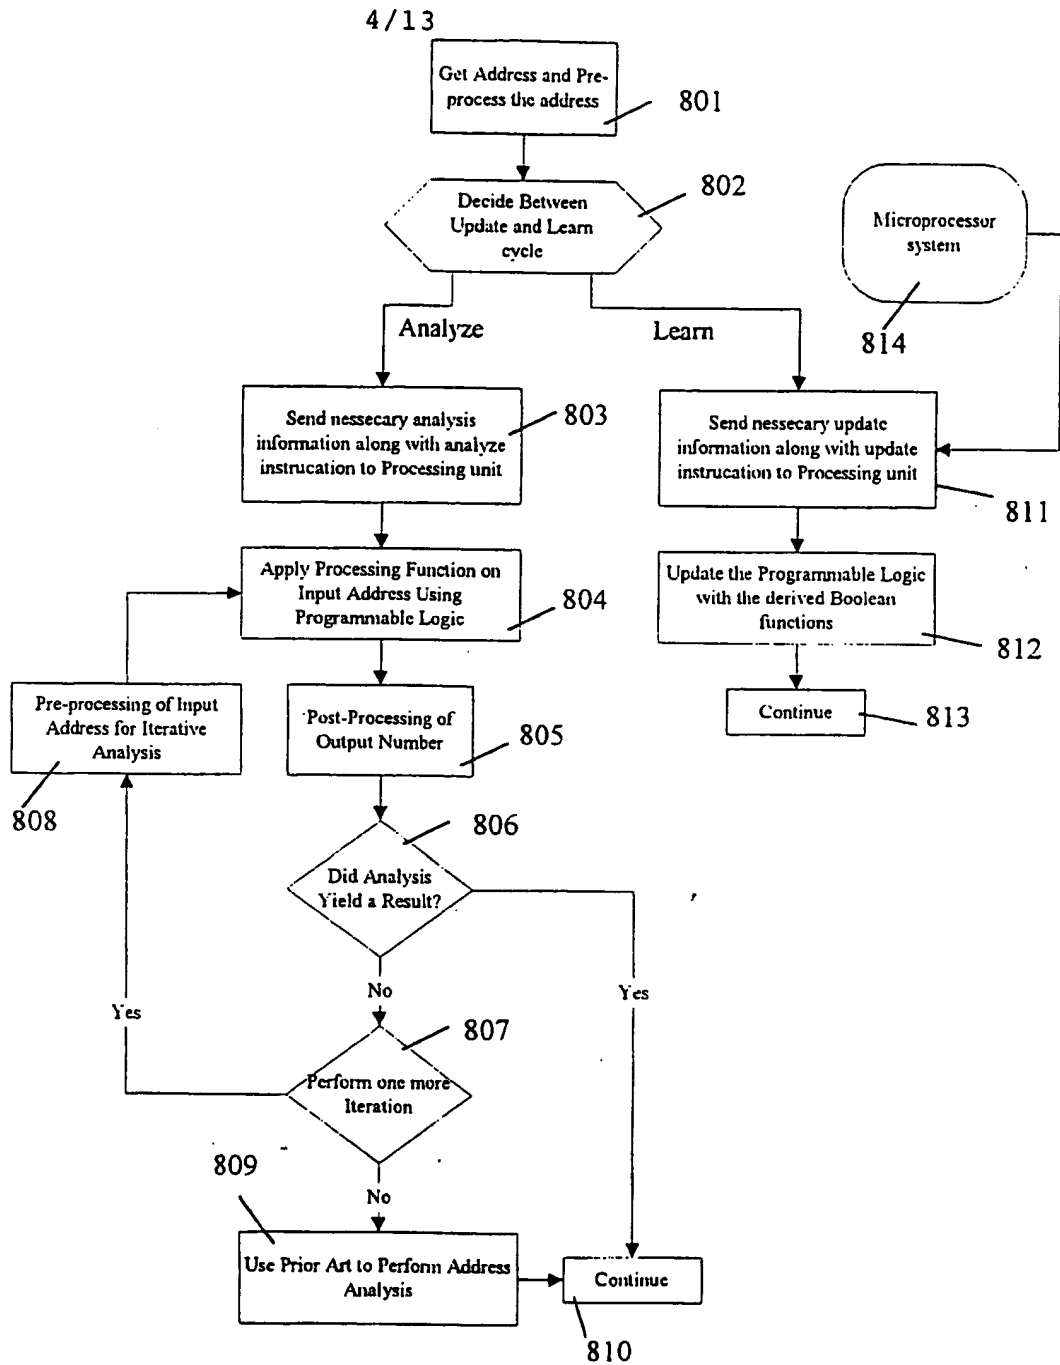 4/13
Get Address and Pre-
process the address
801
Decide Between
Update and Learn
cycle
802
Microprocessor
system
814
Analyze
Learn
Send nessecary analysis
information along with analyze
instrucation to Processing unit
803
Send nessecary update
information along with update
instrucation to Processing unit
811
Apply Processing Function on
Input Address Using
Programmable Logic
804
Update the Programmable Logic
with the derived Boolean
functions
812
Pre-processing of Input
Address for Iterative
Analysis
808
Post-Processing of
Output Number
805
Continue
813
806
Did Analysis
Yield a Result?
No
Yes
Yes
807
Perform one more
Iteration
No
809
Use Prior Art to Perform Address
Analysis
Continue
810